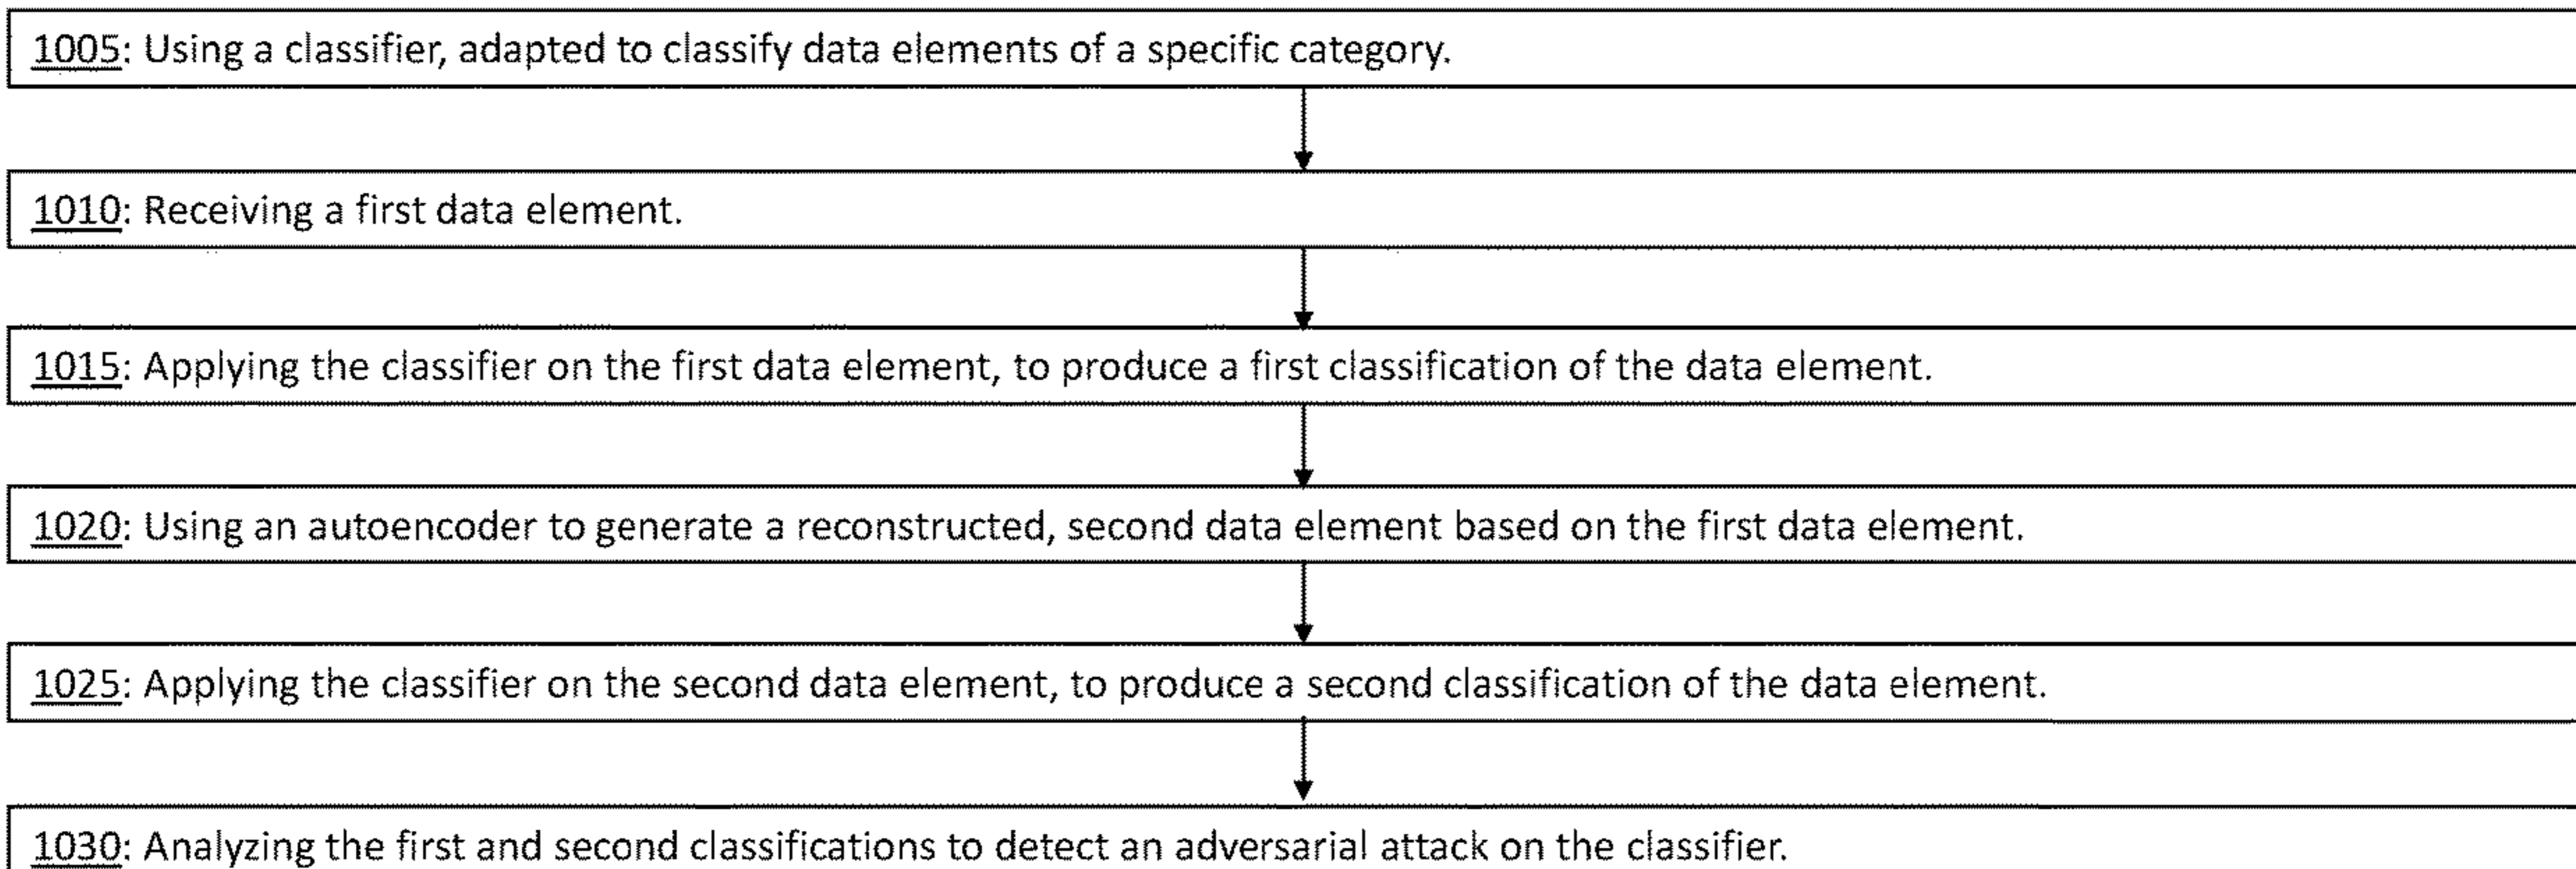 1005: Using a classifier, adapted to classify data elements of a specific category.
1010: Receiving a first data element.
1015: Applying the classifier on the first data element, to produce a first classification of the data element.
1020: Using an autoencoder to generate a reconstructed, second data element based on the first data element.
1025: Applying the classifier on the second data element, to produce a second classification of the data element.
1030: Analyzing the first and second classifications to detect an adversarial attack on the classifier.